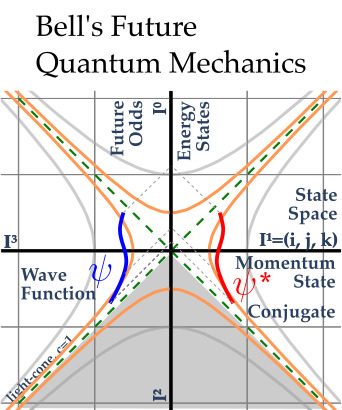 Bell's Future
Quantum Mechanics
Future
Odds
I⁰
Energy
States
State
Space
I³
I¹=(i, j, k)
Momentum
State
Wave
Function
ψ
ψ*
Conjugate
light-cone, c=1
I²